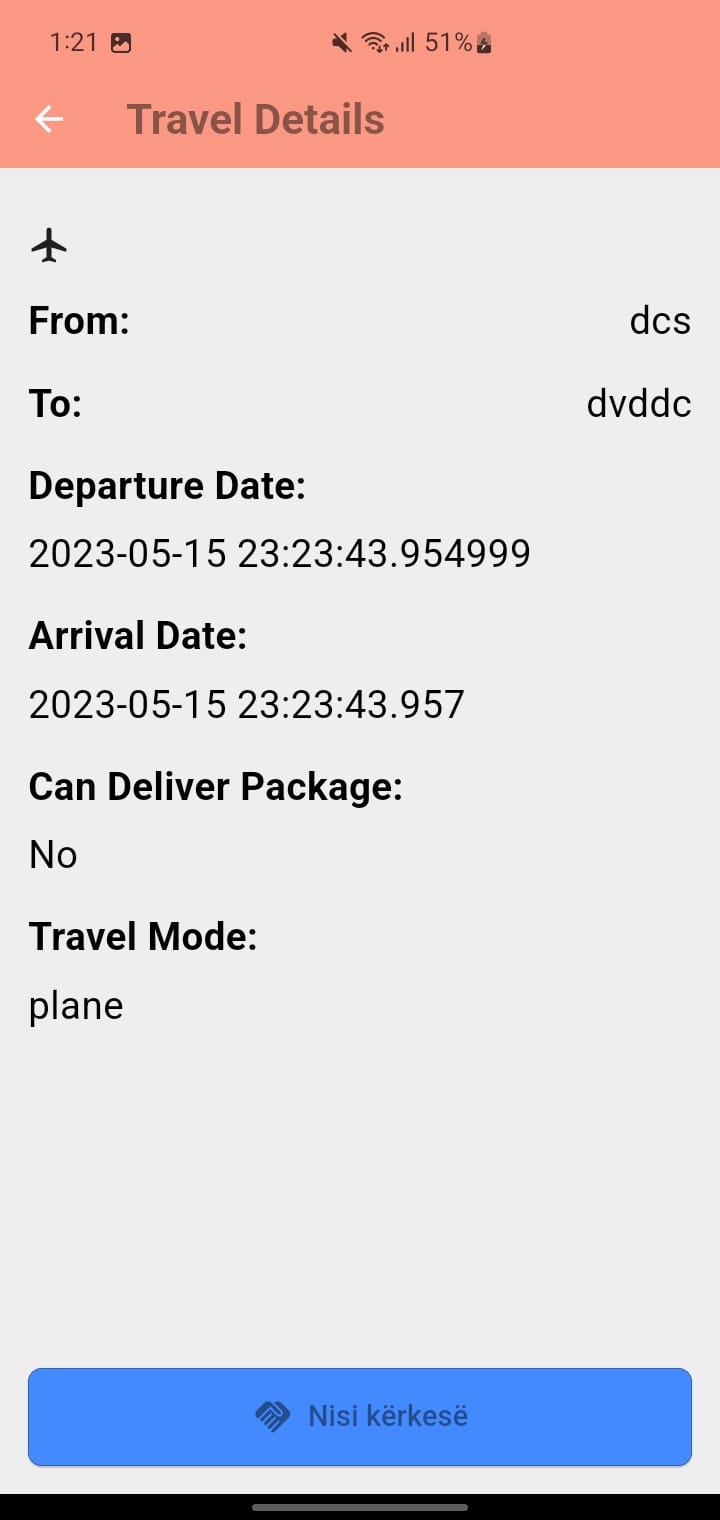 1:21 51%
Travel Details
From: dcs
To: dvddc
Departure Date:
2023-05-15 23:23:43.954999
Arrival Date:
2023-05-15 23:23:43.957
Can Deliver Package:
No
Travel Mode:
plane
Nisi kërkesë